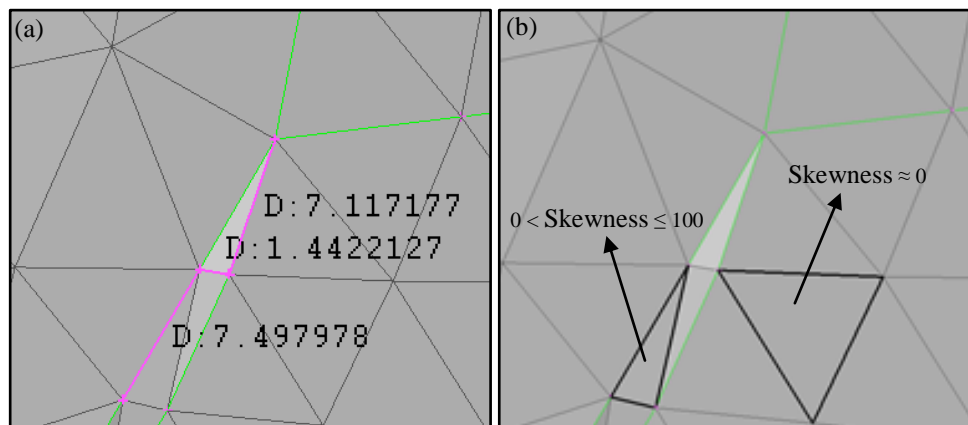 (a)
D:7.117177
D:1.4422127
D:7.497978
(b)
Skewness ≈ 0
0 < Skewness ≤ 100